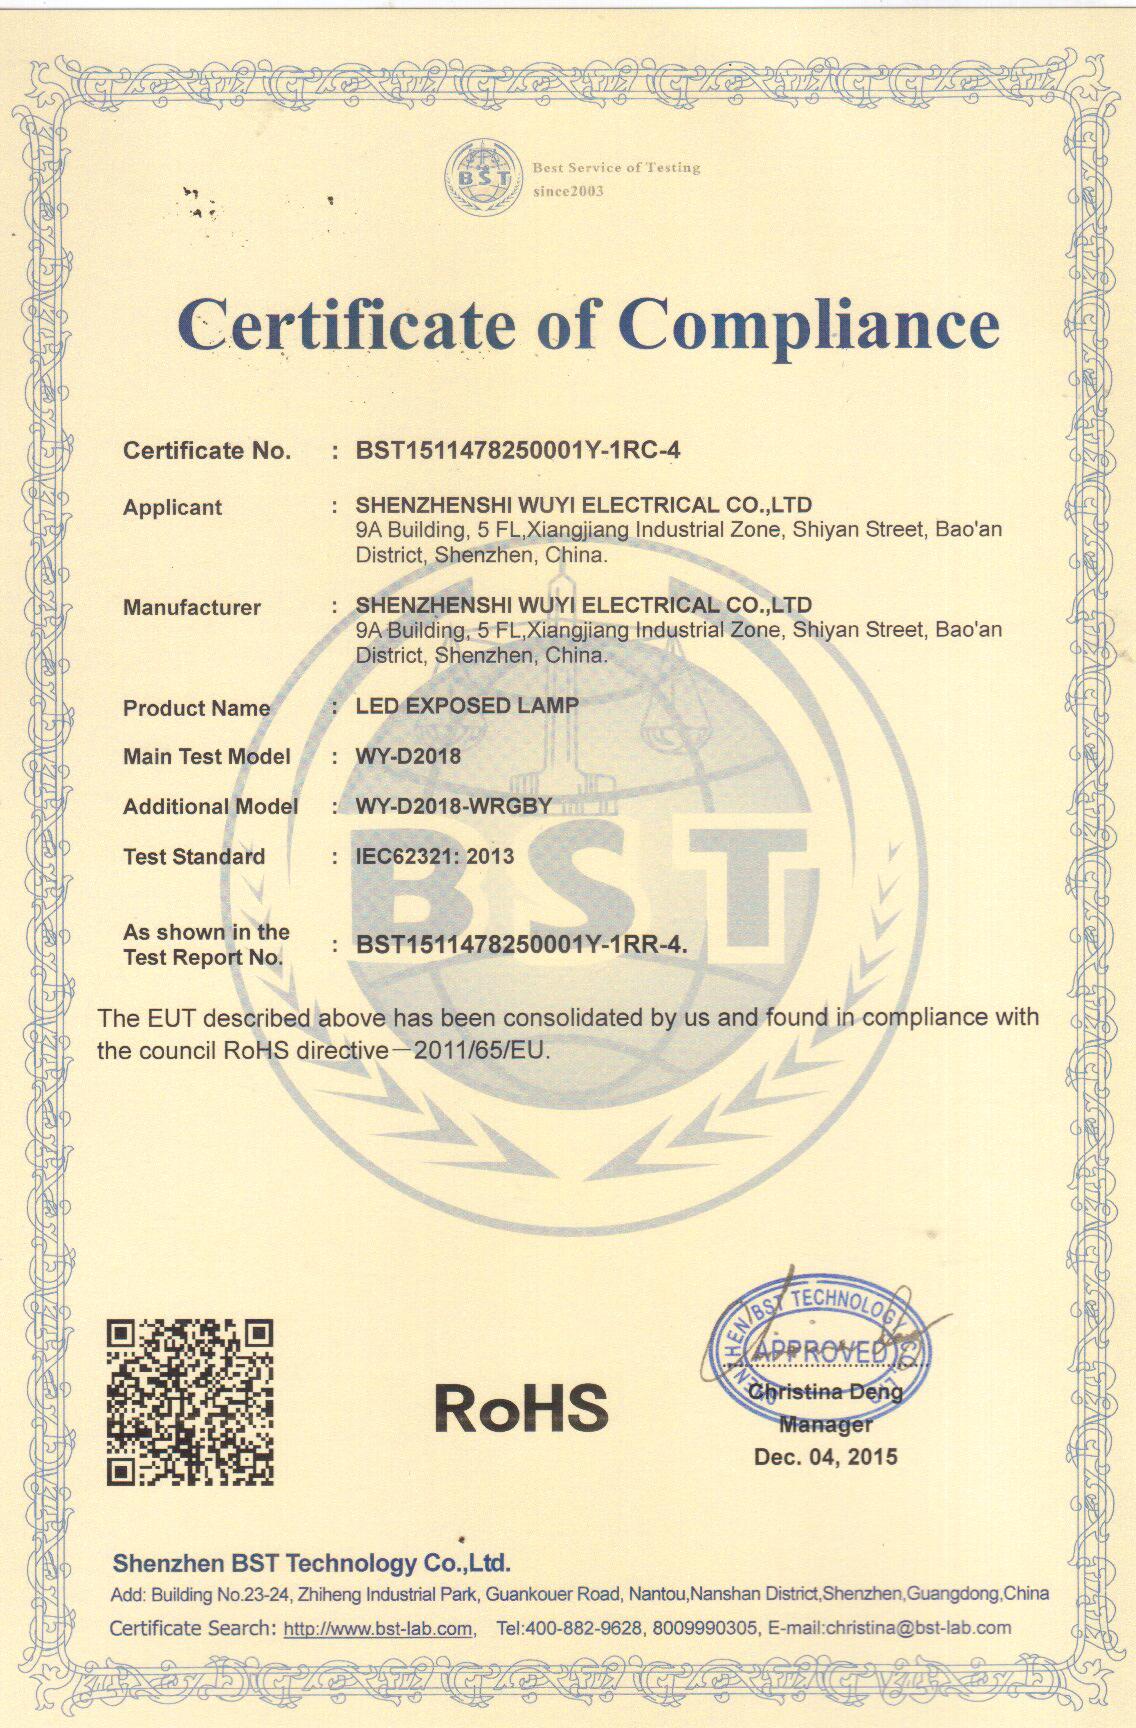 BST
Best Service of Testing
since2003
Certificate of Compliance
Certificate No. : BST1511478250001Y-1RC-4
Applicant : SHENZHENSHI WUYI ELECTRICAL CO.,LTD
9A Building, 5 FL,Xiangjiang Industrial Zone, Shiyan Street, Bao'an
District, Shenzhen, China.
Manufacturer : SHENZHENSHI WUYI ELECTRICAL CO.,LTD
9A Building, 5 FL,Xiangjiang Industrial Zone, Shiyan Street, Bao'an
District, Shenzhen, China.
Product Name : LED EXPOSED LAMP
Main Test Model : WY-D2018
Additional Model : WY-D2018-WRGBY
Test Standard : IEC62321: 2013
BST
As shown in the
Test Report No. : BST1511478250001Y-1RR-4.
The EUT described above has been consolidated by us and found in compliance with
the council RoHS directive—2011/65/EU.
SHENZHEN BST TECHNOLOGY CO.,LTD
APPROVED
RoHS
Christina Deng
Manager
Dec. 04, 2015
Shenzhen BST Technology Co.,Ltd.
Add: Building No.23-24, Zhiheng Industrial Park, Guankouer Road, Nantou,Nanshan District,Shenzhen,Guangdong,China
Certificate Search: http://www.bst-lab.com, Tel:400-882-9628, 8009990305, E-mail:christina@bst-lab.com